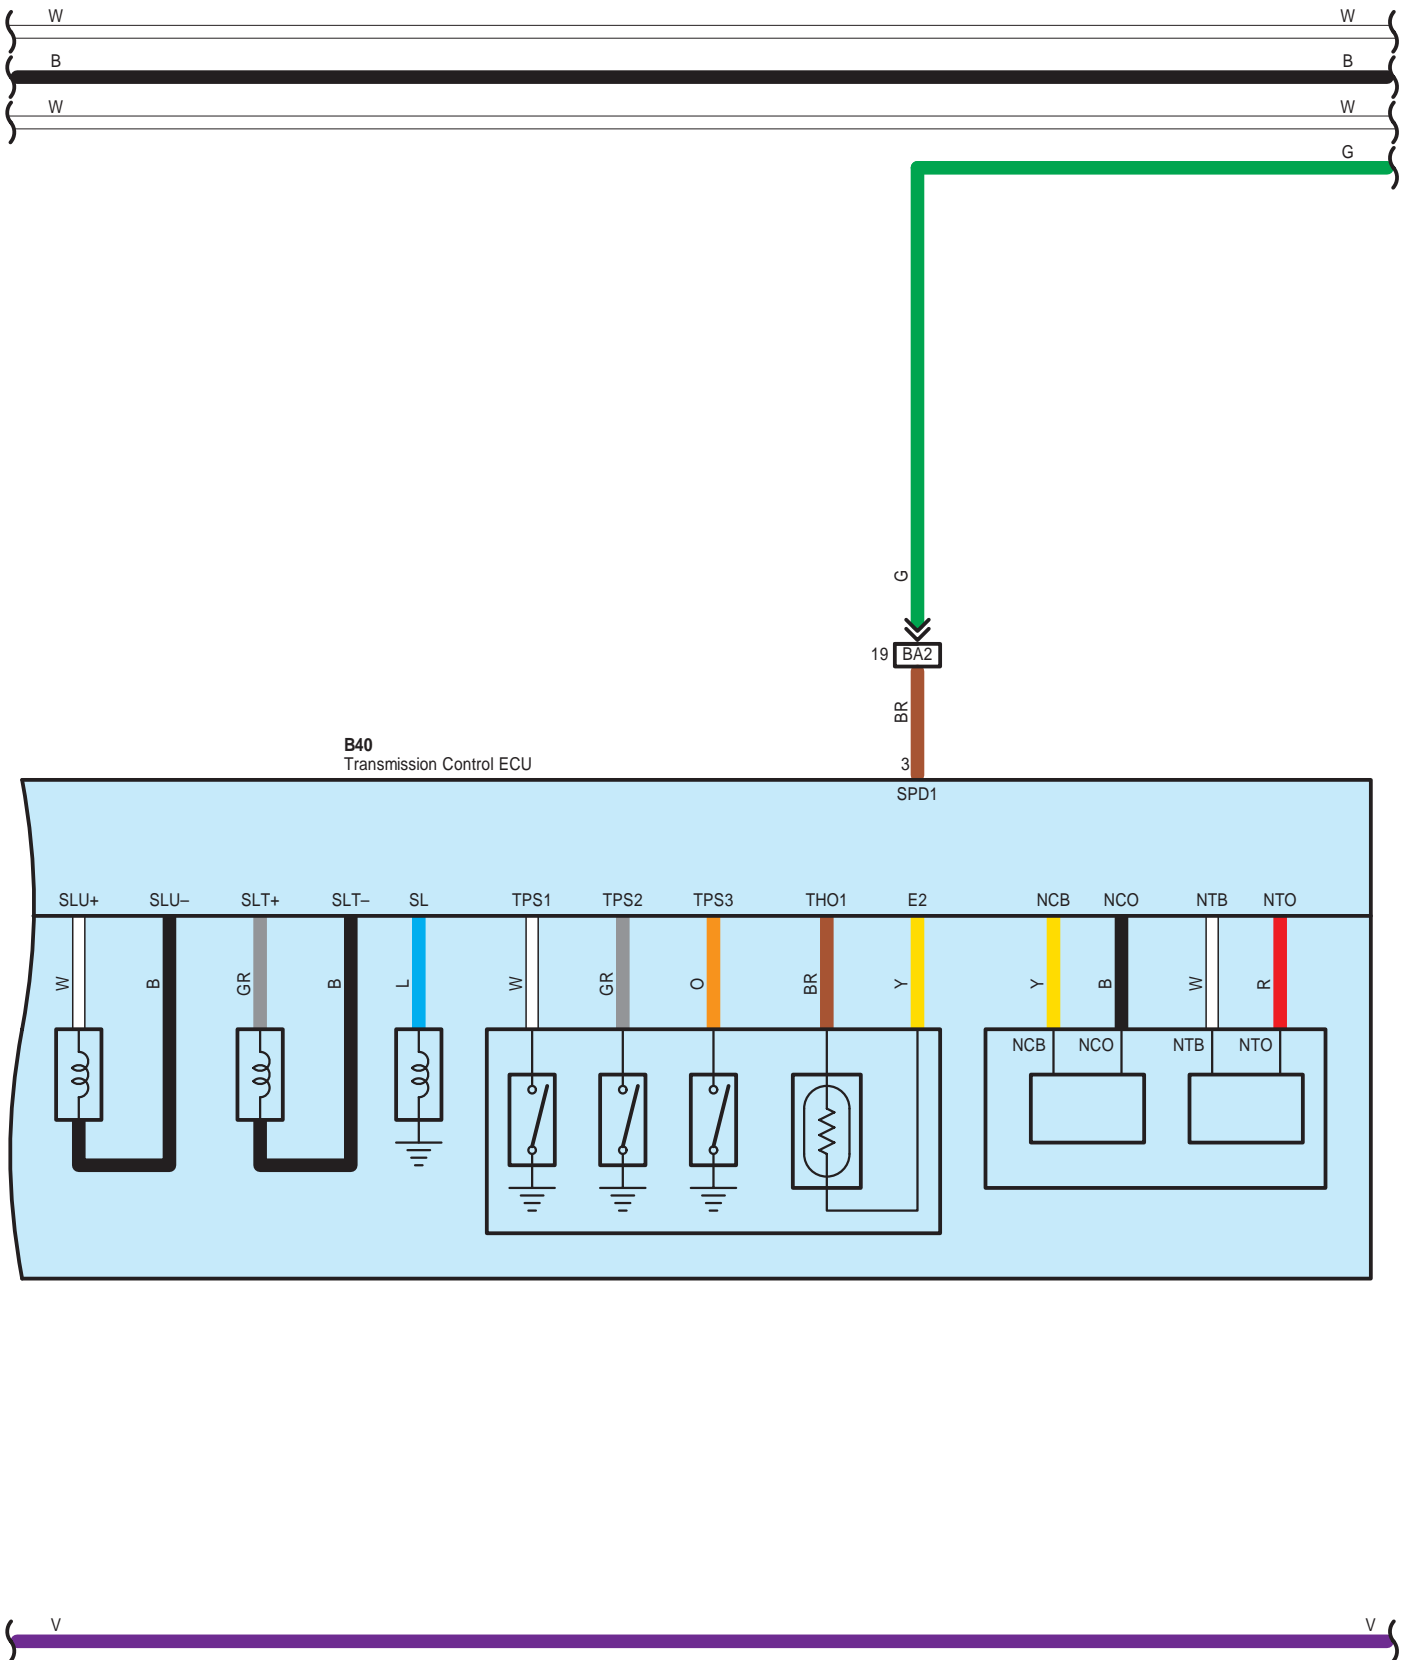 W W
B B
W W
G
G
19 BA2
BR
B40
Transmission Control ECU
3
SPD1
SLU+ SLU– SLT+ SLT– SL TPS1 TPS2 TPS3 THO1 E2 NCB NCO NTB NTO
W B GR B L W GR O BR Y Y B W R
NCB NCO NTB NTO
V V